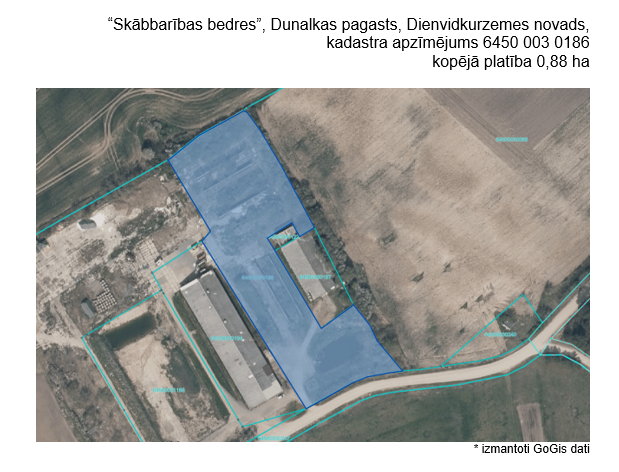 “Skābbarības bedres”, Dunalkas pagasts, Dienvidkurzemes novads,
kadastra apzīmējums 6450 003 0186
kopējā platība 0,88 ha
* izmantoti GoGis dati